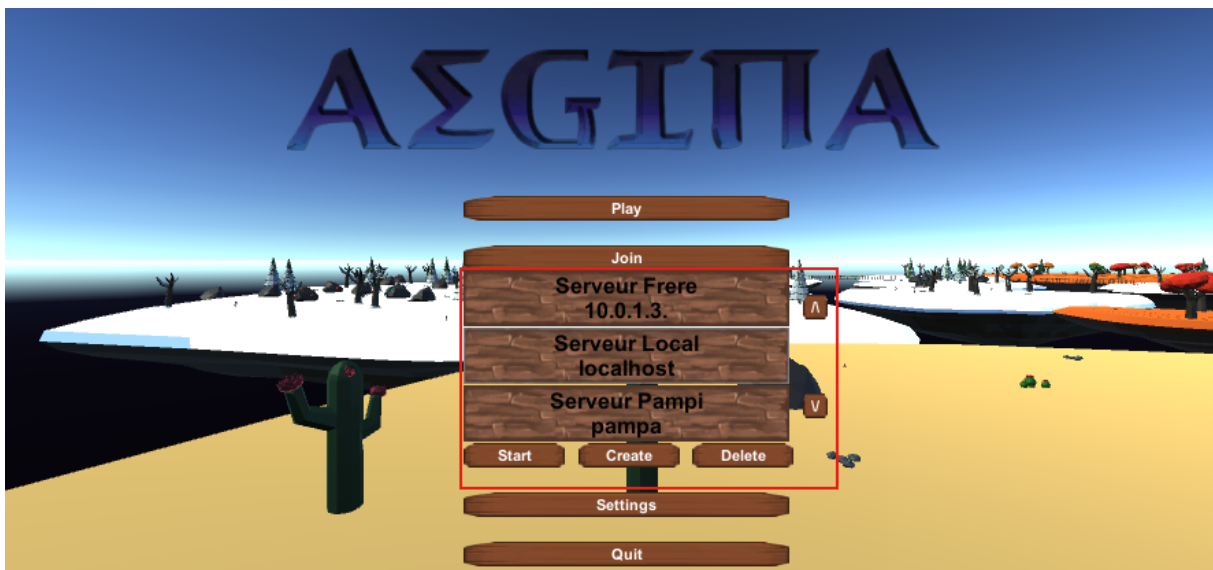 AΣGIΠA
Play
Join
Serveur Frere
10.0.1.3.
Λ
Serveur Local
localhost
Serveur Pampi
pampa
V
Start Create Delete
Settings
Quit